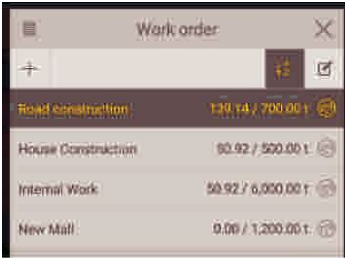 Work order
Road construction 139.14 / 700.00 t
House Construction 50.92 / 500.00 t
Internal Work 50.92 / 6,000.00 t
New Mall 0.00 / 1,200.00 t